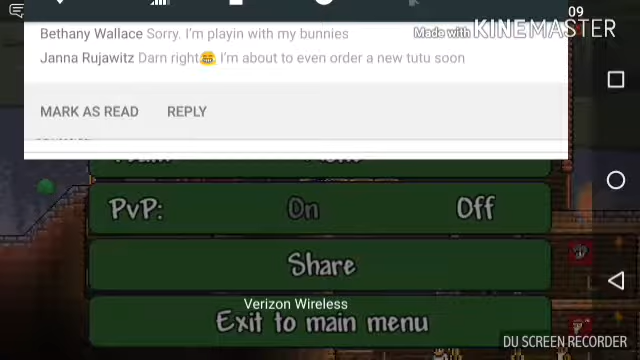 09
Made with KINEMASTER
Bethany Wallace Sorry. I'm playin with my bunnies
Janna Rujawitz Darn right😂 I'm about to even order a new tutu soon
MARK AS READ REPLY
PvP: On Off
Share
Verizon Wireless
Exit to main menu
DU SCREEN RECORDER